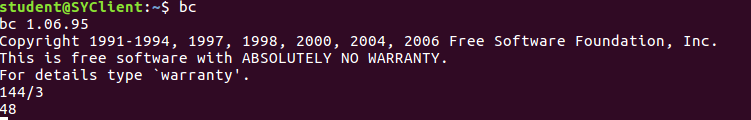 student@SYClient:~$ bc
bc 1.06.95
Copyright 1991-1994, 1997, 1998, 2000, 2004, 2006 Free Software Foundation, Inc.
This is free software with ABSOLUTELY NO WARRANTY.
For details type `warranty'.
144/3
48